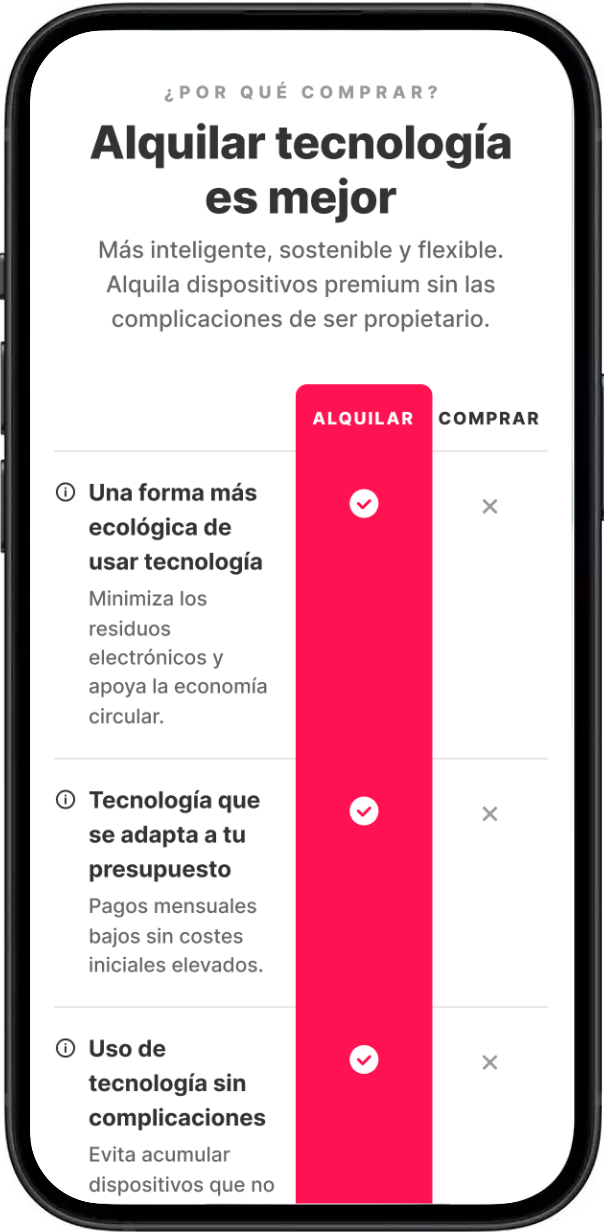 ¿POR QUÉ COMPRAR?
Alquilar tecnología
es mejor
Más inteligente, sostenible y flexible.
Alquila dispositivos premium sin las
complicaciones de ser propietario.
ALQUILAR COMPRAR
Una forma más
ecológica de
usar tecnología
Minimiza los
residuos
electrónicos y
apoya la economía
circular.
Tecnología que
se adapta a tu
presupuesto
Pagos mensuales
bajos sin costes
iniciales elevados.
Uso de
tecnología sin
complicaciones
Evita acumular
dispositivos que no